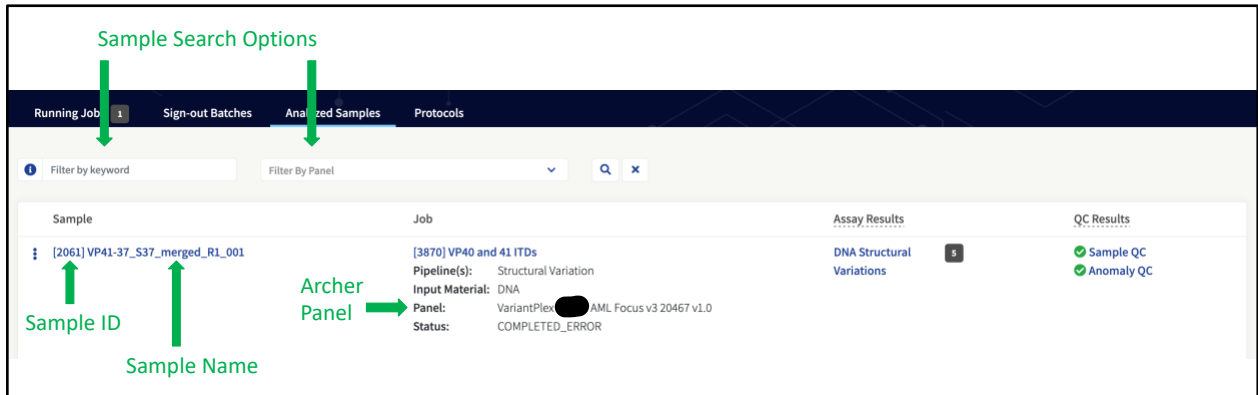 Sample Search Options
Running Job 1 Sign-out Batches Analyzed Samples Protocols
Filter by keyword Filter By Panel
Sample Job Assay Results QC Results
[2061] VP41-37_S37_merged_R1_001 [3870] VP40 and 41 ITDs DNA Structural 5 Sample QC
Pipeline(s): Structural Variation Variations Anomaly QC
Archer Input Material: DNA
Panel Panel: VariantPlex AML Focus v3 20467 v1.0
Sample ID Status: COMPLETED_ERROR
Sample Name